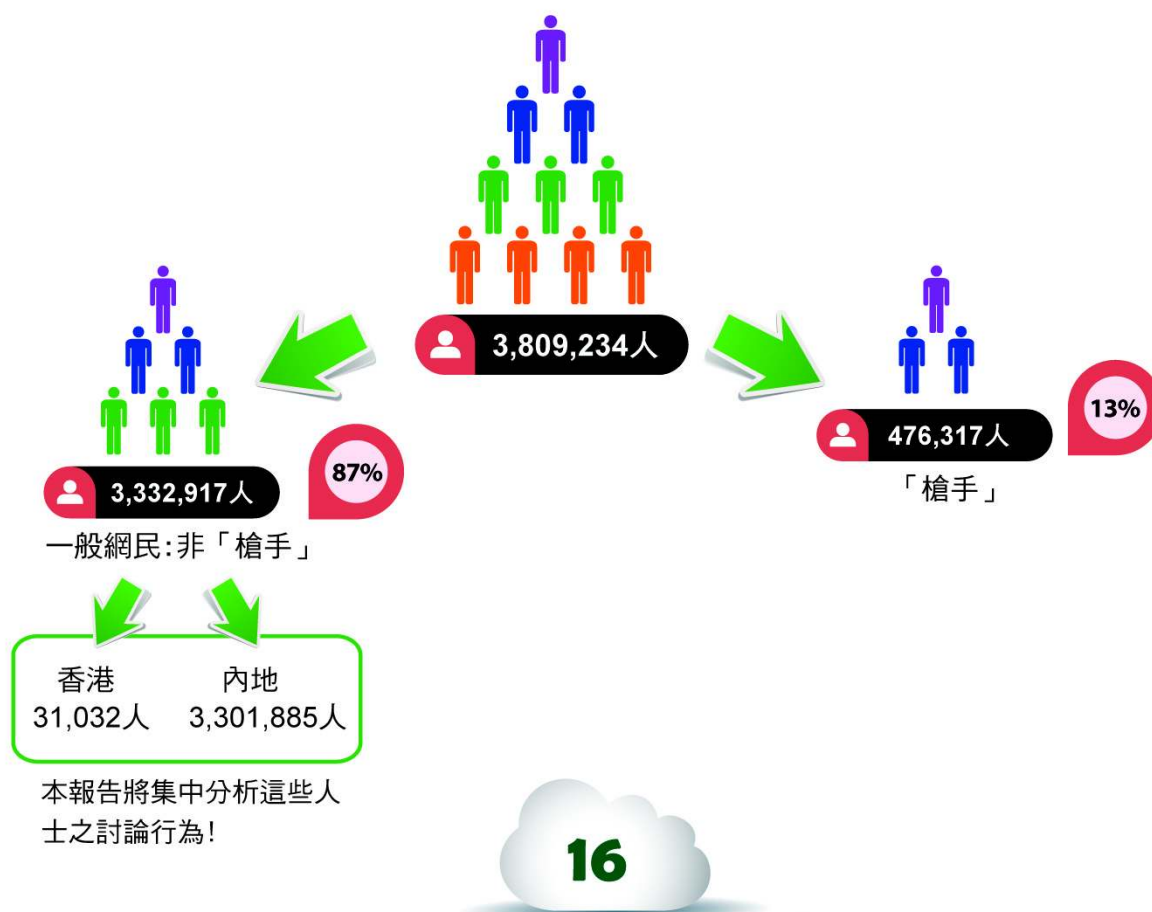 3,809,234人
87%
3,332,917人
一般網民:非「槍手」
13%
476,317人
「槍手」
香港
31,032人
內地
3,301,885人
本報告將集中分析這些人
士之討論行為!
16